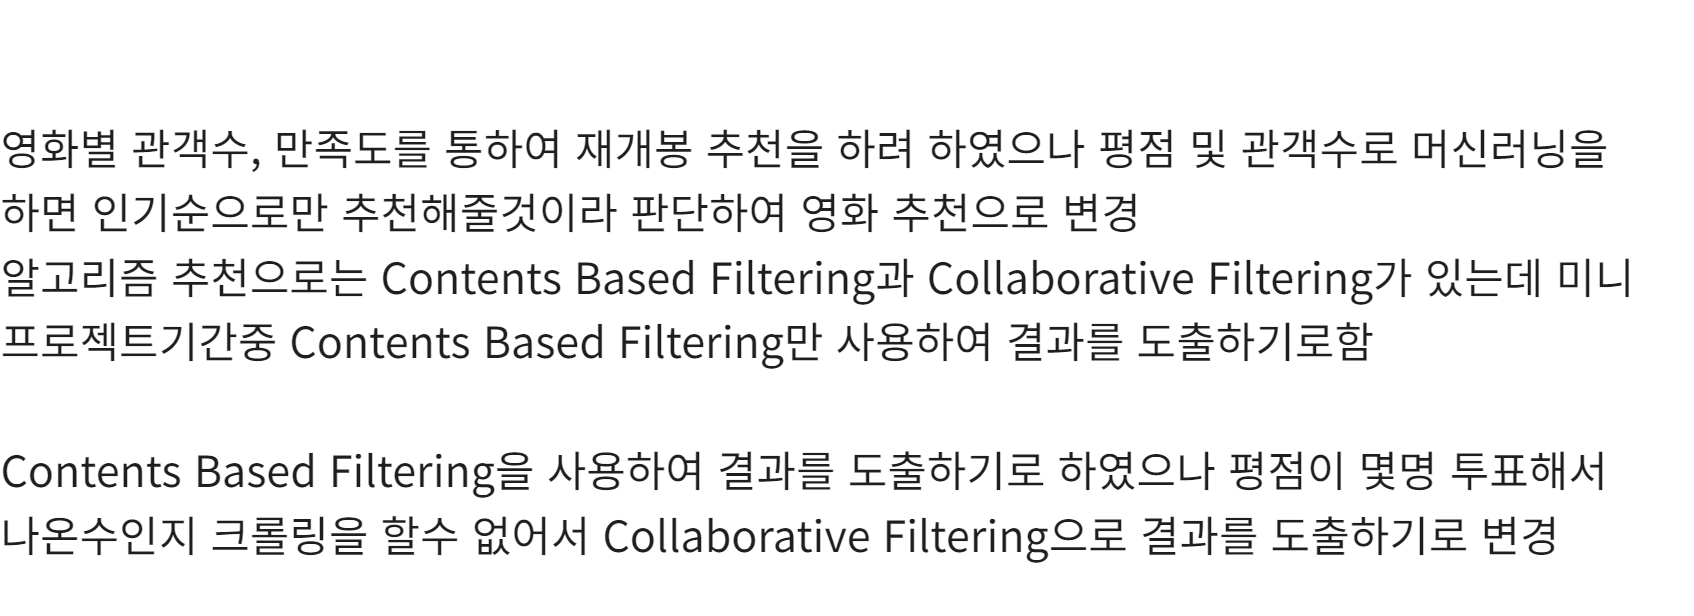 영화별 관객수, 만족도를 통하여 재개봉 추천을 하려 하였으나 평점 및 관객수로 머신러닝을
하면 인기순으로만 추천해줄것이라 판단하여 영화 추천으로 변경
알고리즘 추천으로는 Contents Based Filtering과 Collaborative Filtering가 있는데 미니
프로젝트기간중 Contents Based Filtering만 사용하여 결과를 도출하기로함
Contents Based Filtering을 사용하여 결과를 도출하기로 하였으나 평점이 몇명 투표해서
나온수인지 크롤링을 할수 없어서 Collaborative Filtering으로 결과를 도출하기로 변경